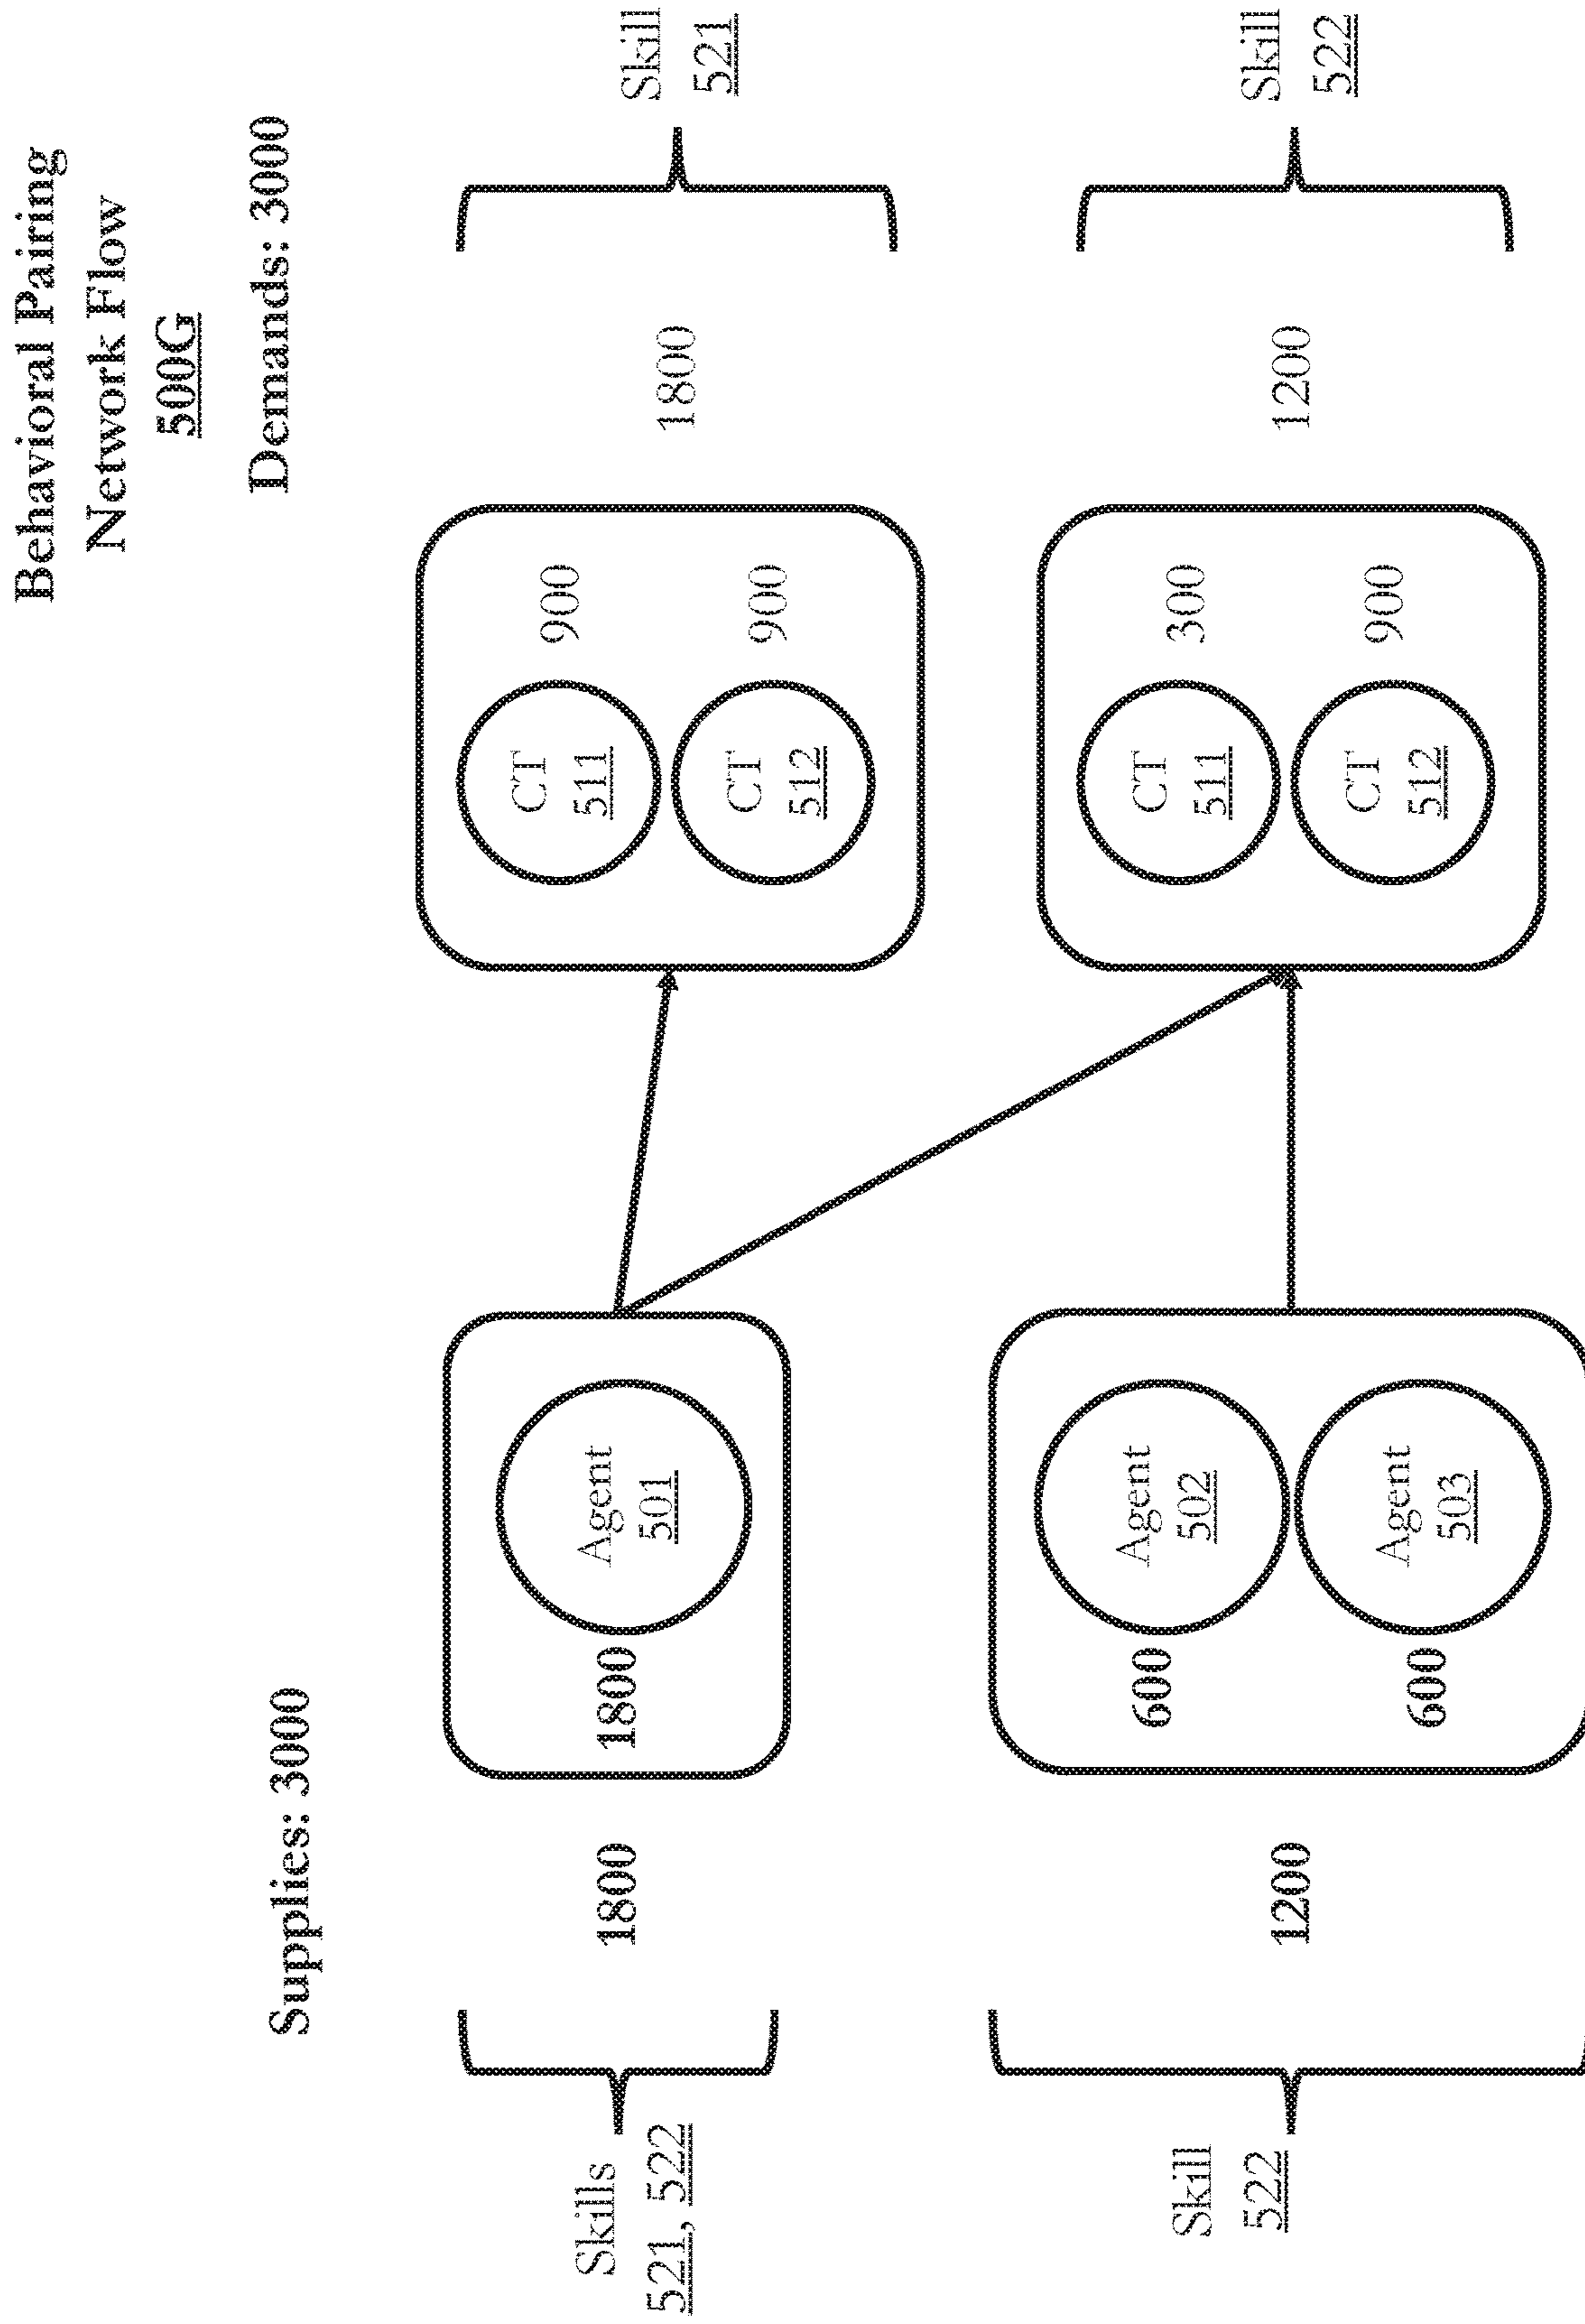 Behavioral Pairing
Network Flow
500G
Supplies: 3000
Demands: 3000
Skills
521, 522
1800
1800
Agent
501
CT
511
900
CT
512
900
1800
Skill
521
Skill
522
1200
600
Agent
502
600
Agent
503
CT
511
300
CT
512
900
1200
Skill
522